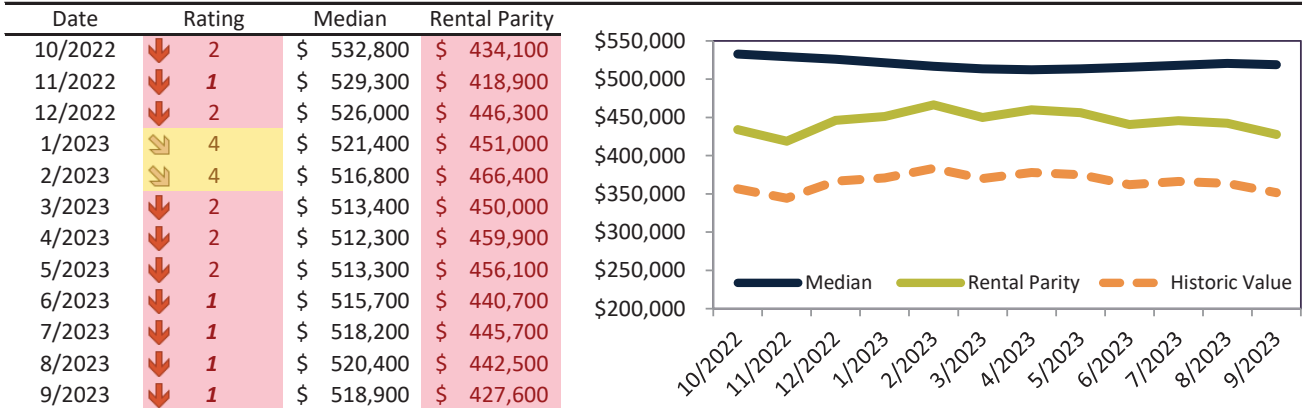 Date Rating Median Rental Parity
10/2022 2 $ 532,800 $ 434,100
11/2022 1 $ 529,300 $ 418,900
12/2022 2 $ 526,000 $ 446,300
1/2023 4 $ 521,400 $ 451,000
2/2023 4 $ 516,800 $ 466,400
3/2023 2 $ 513,400 $ 450,000
4/2023 2 $ 512,300 $ 459,900
5/2023 2 $ 513,300 $ 456,100
6/2023 1 $ 515,700 $ 440,700
7/2023 1 $ 518,200 $ 445,700
8/2023 1 $ 520,400 $ 442,500
9/2023 1 $ 518,900 $ 427,600
$550,000
$500,000
$450,000
$400,000
$350,000
$300,000
$250,000
$200,000
Median Rental Parity Historic Value
10/2022 11/2022 12/2022 1/2023 2/2023 3/2023 4/2023 5/2023 6/2023 7/2023 8/2023 9/2023